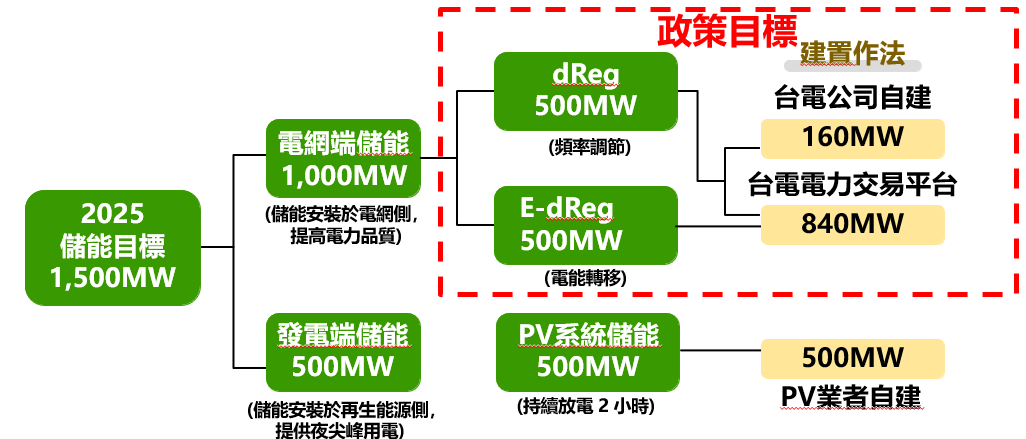 政策目標
建置作法
2025
儲能目標
1,500MW
電網端儲能
1,000MW
(儲能安裝於電網側,
提高電力品質)
dReg
500MW
(頻率調節)
E-dReg
500MW
(電能轉移)
台電公司自建
160MW
台電電力交易平台
840MW
發電端儲能
500MW
(儲能安裝於再生能源側,
提供夜尖峰用電)
PV系統儲能
500MW
(持續放電 2 小時)
500MW
PV業者自建